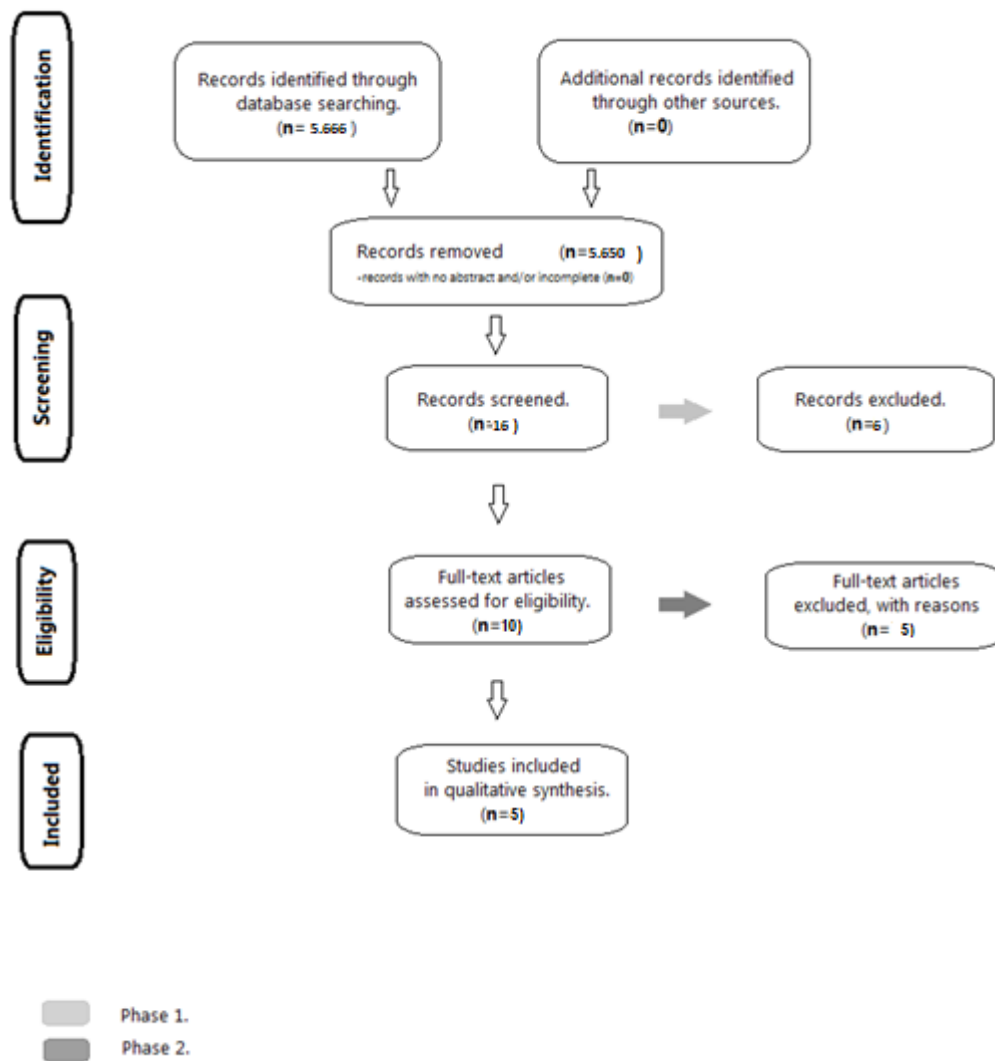 Identification
Records identified through
database searching.
(n= 5.666 )
Additional records identified
through other sources.
(n=0)
Records removed (n=5.650 )
-records with no abstract and/or incomplete (n=0)
Screening
Records screened.
(n=16 )
Records excluded.
(n=6)
Eligibility
Full-text articles
assessed for eligibility.
(n=10)
Full-text articles
excluded, with reasons
(n= 5)
Included
Studies included
in qualitative synthesis.
(n=5)
Phase 1.
Phase 2.